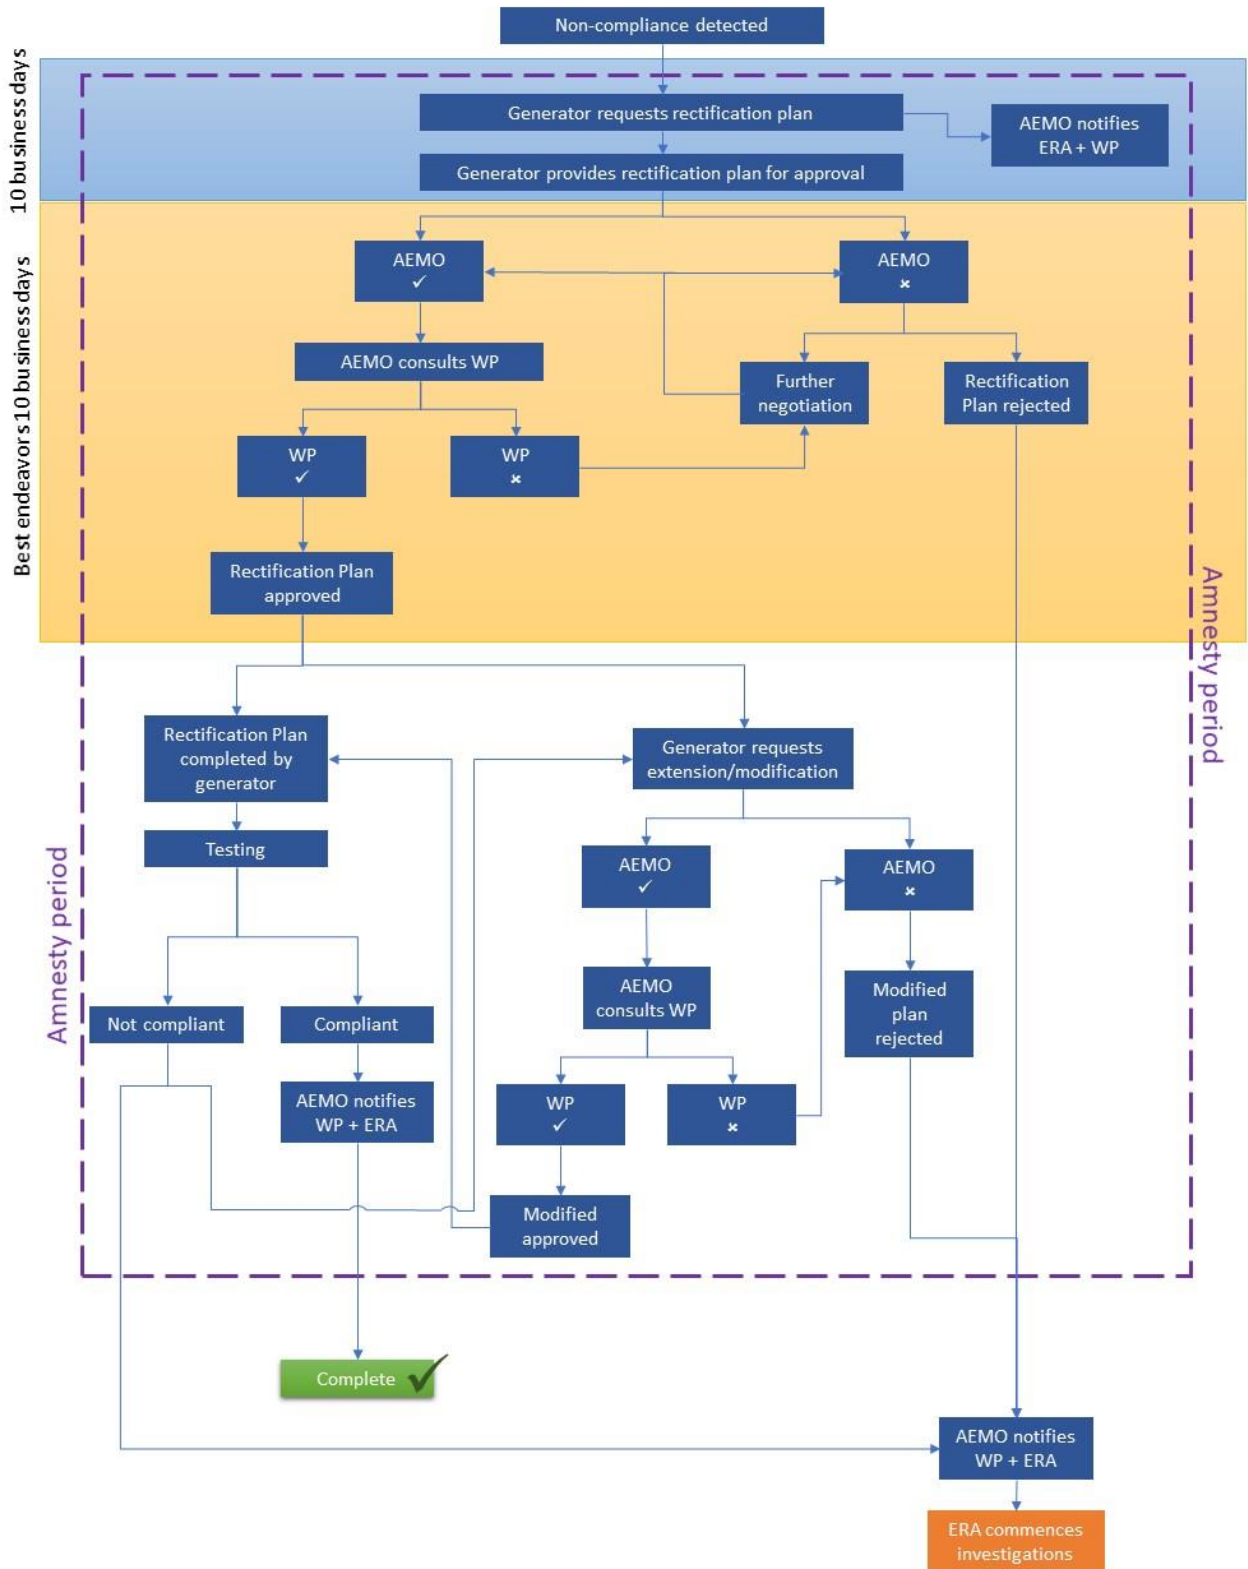 Non-compliance detected
10 business days
Generator requests rectification plan
AEMO notifies
ERA + WP
Generator provides rectification plan for approval
Best endeavors 10 business days
AEMO
✓
AEMO
✖
AEMO consults WP
Further
negotiation
Rectification
Plan rejected
WP
✓
WP
✖
Rectification Plan
approved
Amnesty period
Rectification Plan
completed by
generator
Generator requests
extension/modification
Testing
AEMO
✓
AEMO
✖
Amnesty period
Not compliant
Compliant
AEMO
consults WP
Modified
plan
rejected
AEMO notifies
WP + ERA
WP
✓
WP
✖
Modified
approved
Complete
AEMO notifies
WP + ERA
ERA commences
investigations